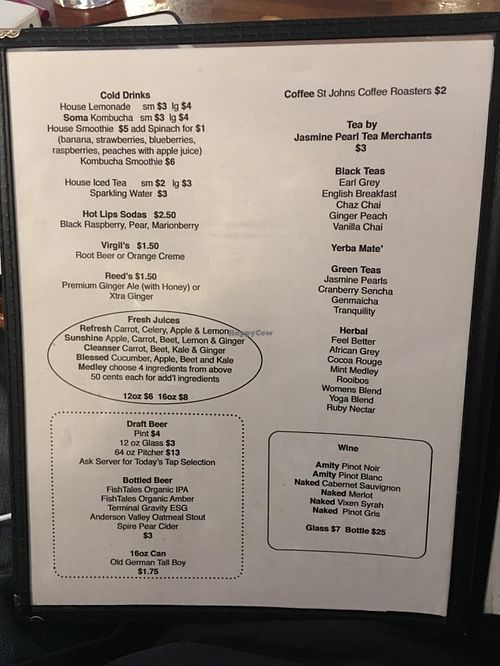 Cold Drinks
House Lemonade sm $3 lg $4
Soma Kombucha sm $3 lg $4
House Smoothie $5 add Spinach for $1
(banana, strawberries, blueberries,
raspberries, peaches with apple juice)
Kombucha Smoothie $6
House Iced Tea sm $2 lg $3
Sparkling Water $3
Hot Lips Sodas $2.50
Black Raspberry, Pear, Marionberry
Virgil's $1.50
Root Beer or Orange Creme
Reed's $1.50
Premium Ginger Ale (with Honey) or
Xtra Ginger
Fresh Juices
Refresh Carrot, Celery, Apple & Lemon
Sunshine Apple, Carrot, Beet, Lemon & Ginger
Cleanser Carrot, Beet, Kale & Ginger
Blessed Cucumber, Apple, Beet and Kale
Medley choose 4 ingredients from above
50 cents each for add'l ingredients
12oz $6 16oz $8
Draft Beer
Pint $4
12 oz Glass $3
64 oz Pitcher $13
Ask Server for Today's Tap Selection
Bottled Beer
FishTales Organic IPA
FishTales Organic Amber
Terminal Gravity ESG
Anderson Valley Oatmeal Stout
Spire Pear Cider
$3
16oz Can
Old German Tall Boy
$1.75
Coffee St Johns Coffee Roasters $2
Tea by
Jasmine Pearl Tea Merchants
$3
Black Teas
Earl Grey
English Breakfast
Chaz Chai
Ginger Peach
Vanilla Chai
Yerba Mate'
Green Teas
Jasmine Pearls
Cranberry Sencha
Genmaicha
Tranquility
Herbal
Feel Better
African Grey
Cocoa Rouge
Mint Medley
Rooibos
Womens Blend
Yoga Blend
Ruby Nectar
Wine
Amity Pinot Noir
Amity Pinot Blanc
Naked Cabernet Sauvignon
Naked Merlot
Naked Vixen Syrah
Naked Pinot Gris
Glass $7 Bottle $25
HappyCow